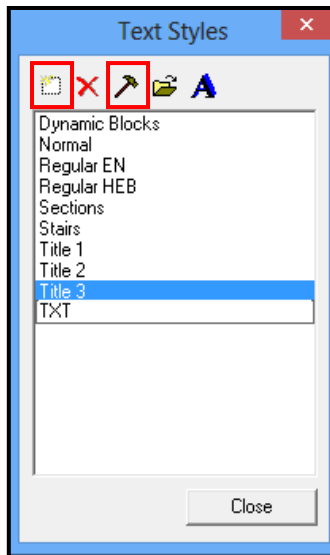 Text Styles
Dynamic Blocks
Normal
Regular EN
Regular HEB
Sections
Stairs
Title 1
Title 2
Title 3
TXT
Close